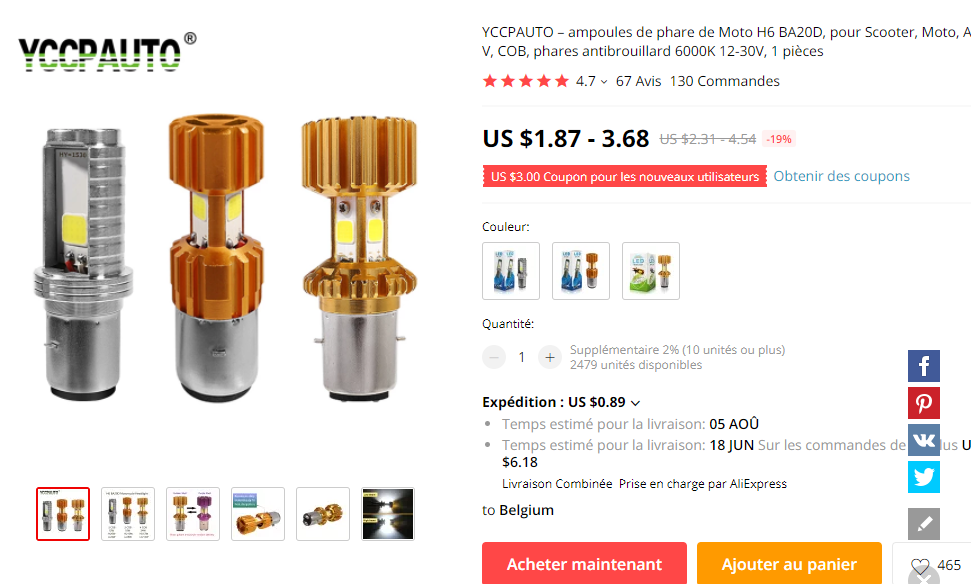 YCCPAUTO®
YCCPAUTO – ampoules de phare de Moto H6 BA20D, pour Scooter, Moto, A
V, COB, phares antibrouillard 6000K 12-30V, 1 pièces
4.7 67 Avis 130 Commandes
US $1.87 - 3.68 US $2.31 - 4.54 -19%
US $3.00 Coupon pour les nouveaux utilisateurs Obtenir des coupons
Couleur:
Quantité:
− 1 + Supplémentaire 2% (10 unités ou plus)
2479 unités disponibles
Expédition : US $0.89
Temps estimé pour la livraison: 05 AOÛ
Temps estimé pour la livraison: 18 JUN Sur les commandes de lus U
$6.18
Livraison Combinée Prise en charge par AliExpress
to Belgium
Acheter maintenant Ajouter au panier 465